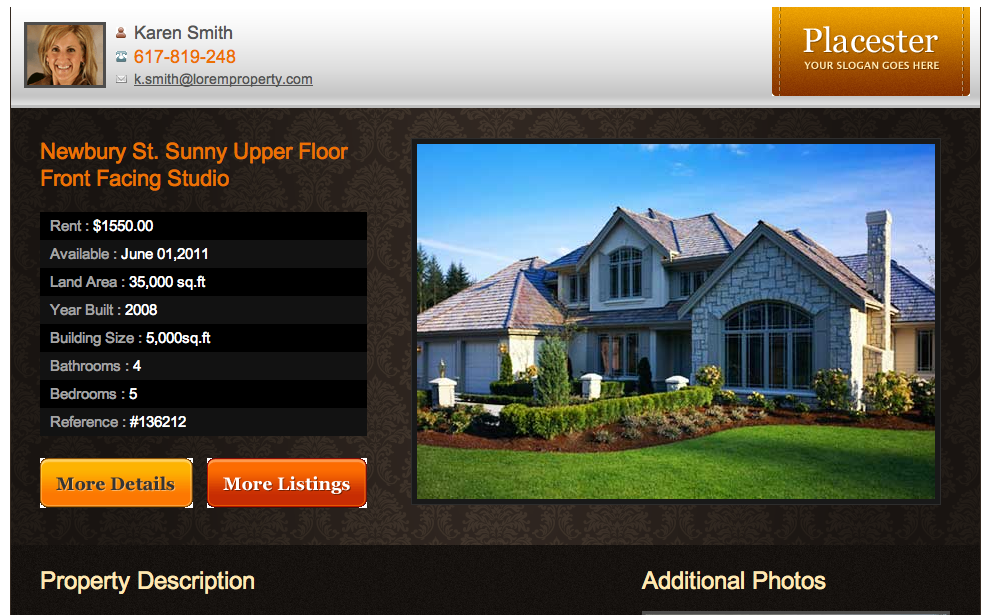 Karen Smith
617-819-248
k.smith@loremproperty.com
Placester
YOUR SLOGAN GOES HERE
Newbury St. Sunny Upper Floor
Front Facing Studio
Rent : $1550.00
Available : June 01,2011
Land Area : 35,000 sq.ft
Year Built : 2008
Building Size : 5,000sq.ft
Bathrooms : 4
Bedrooms : 5
Reference : #136212
More Details
More Listings
Property Description
Additional Photos